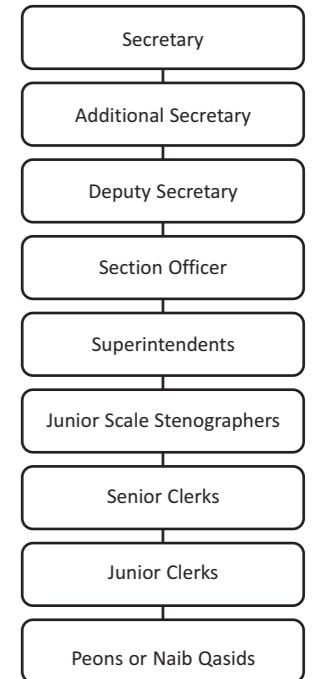 Secretary
Additional Secretary
Deputy Secretary
Section Officer
Superintendents
Junior Scale Stenographers
Senior Clerks
Junior Clerks
Peons or Naib Qasids